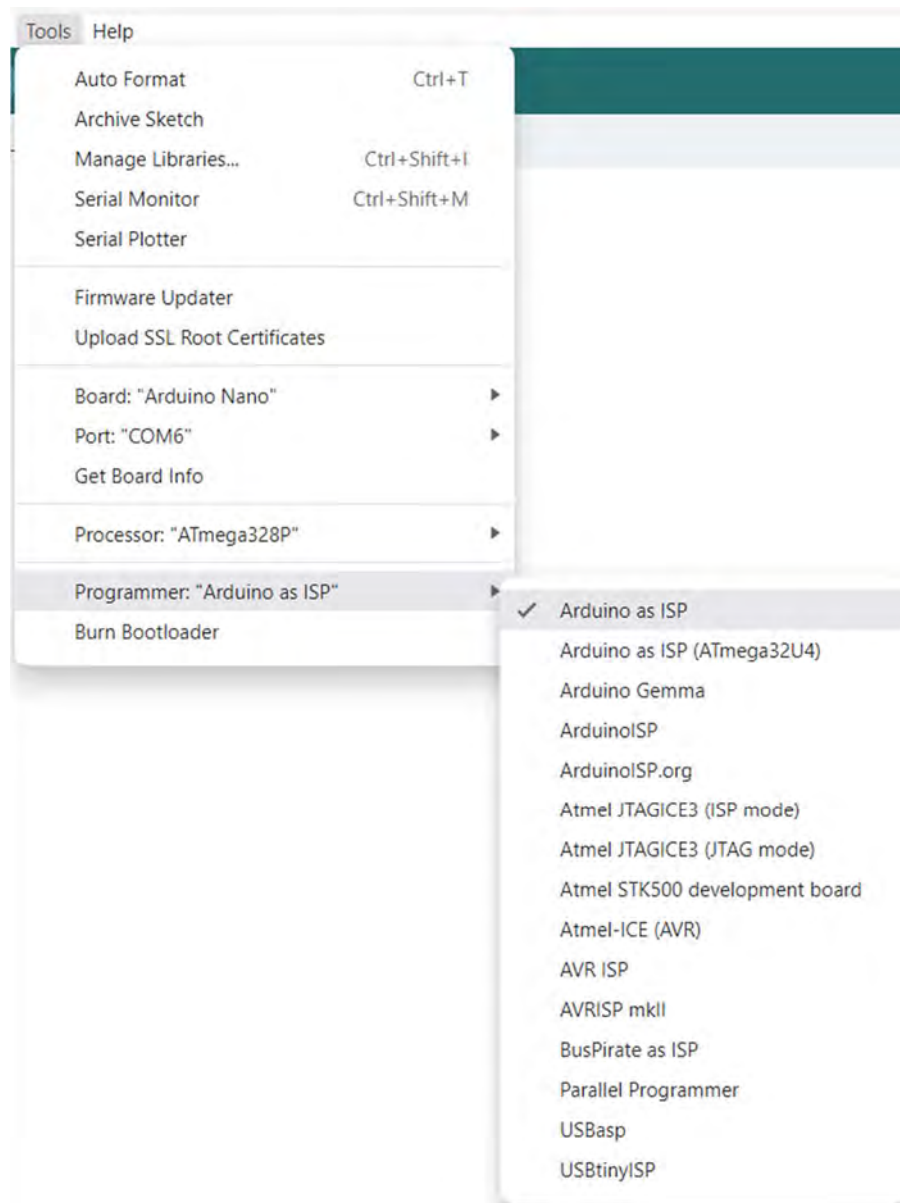 Tools Help
Auto Format Ctrl+T
Archive Sketch
Manage Libraries... Ctrl+Shift+I
Serial Monitor Ctrl+Shift+M
Serial Plotter
Firmware Updater
Upload SSL Root Certificates
Board: "Arduino Nano"
Port: "COM6"
Get Board Info
Processor: "ATmega328P"
Programmer: "Arduino as ISP"
Burn Bootloader
Arduino as ISP
Arduino as ISP (ATmega32U4)
Arduino Gemma
ArduinoISP
ArduinoISP.org
Atmel JTAGICE3 (ISP mode)
Atmel JTAGICE3 (JTAG mode)
Atmel STK500 development board
Atmel-ICE (AVR)
AVR ISP
AVRISP mkII
BusPirate as ISP
Parallel Programmer
USBasp
USBtinyISP